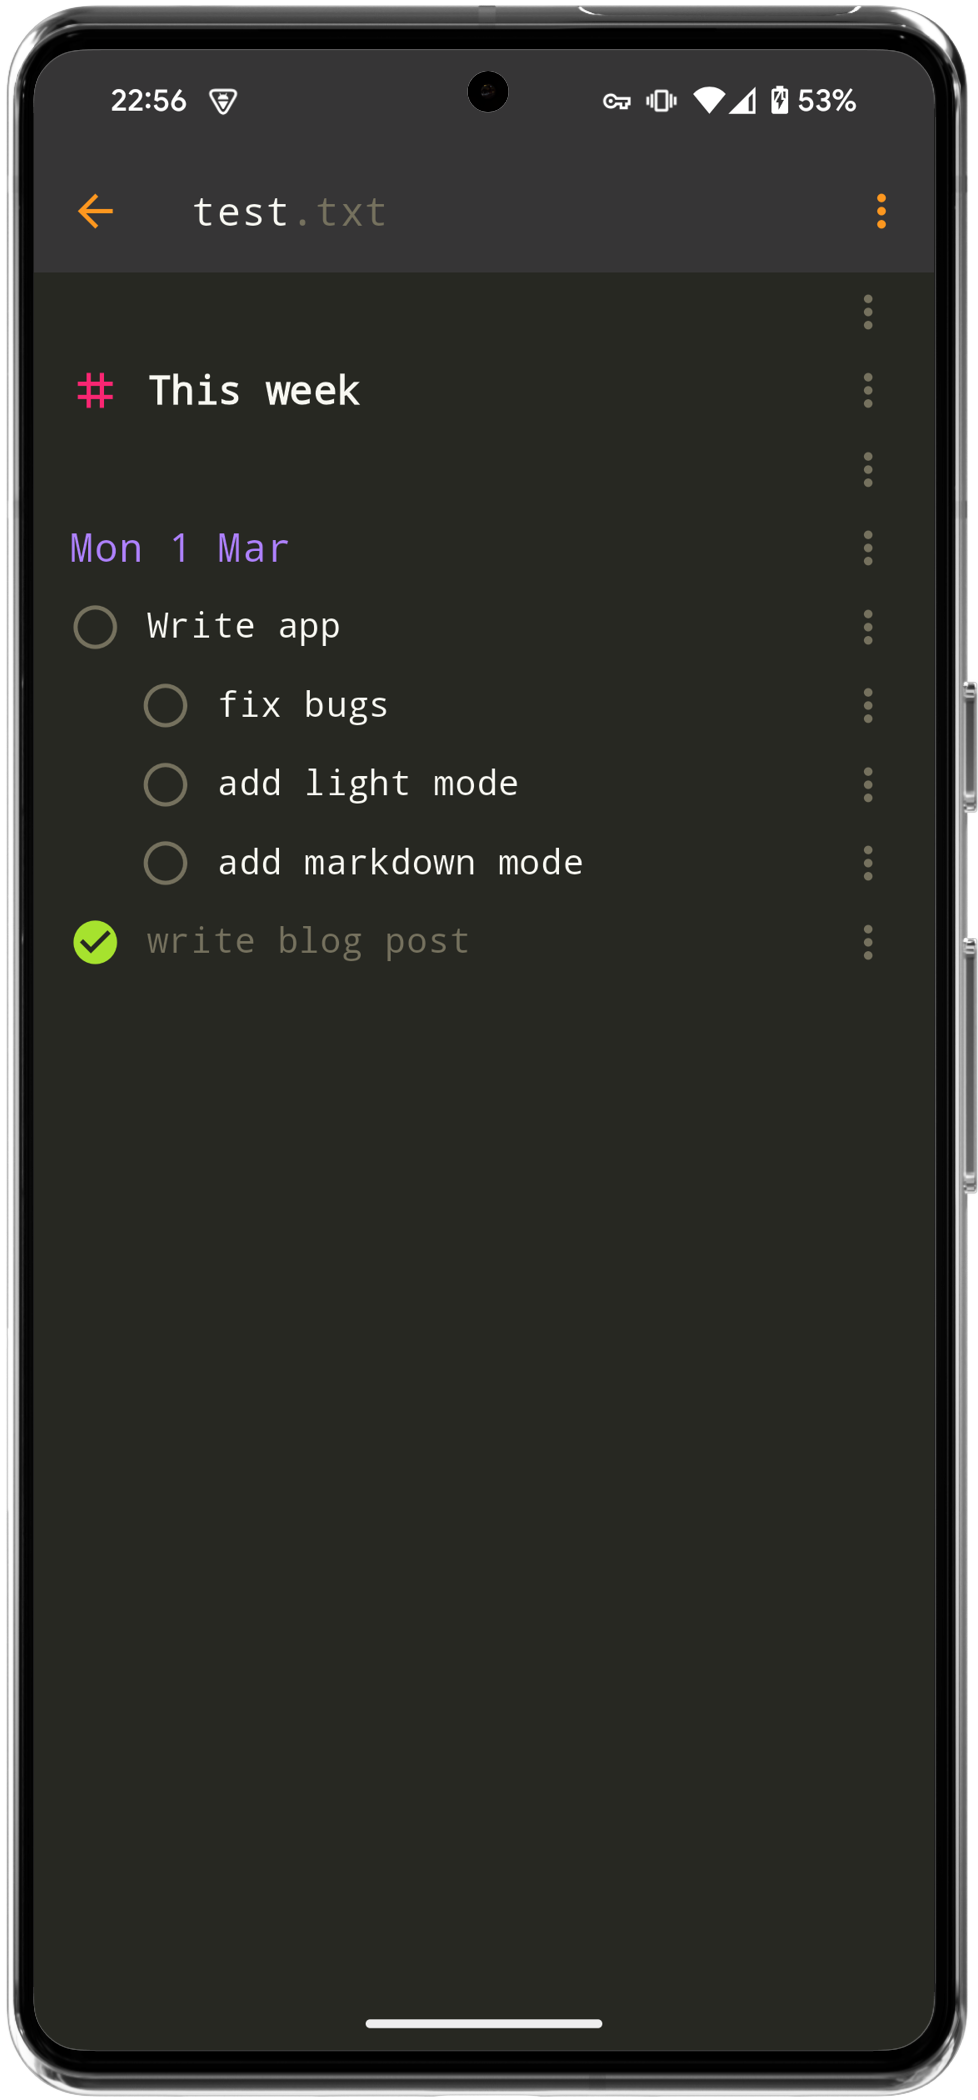 22:56 53%
test.txt
# This week
Mon 1 Mar
Write app
fix bugs
add light mode
add markdown mode
write blog post